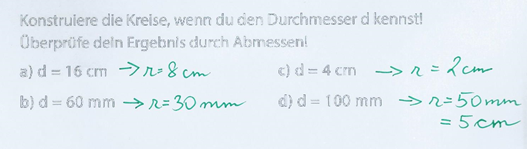 Konstruiere die Kreise, wenn du den Durchmesser d kennst!
Überprüfe dein Ergebnis durch Abmessen!
a) d = 16 cm → r = 8 cm c) d = 4 cm → r = 2 cm
b) d = 60 mm → r = 30 mm d) d = 100 mm → r = 50 mm
= 5 cm